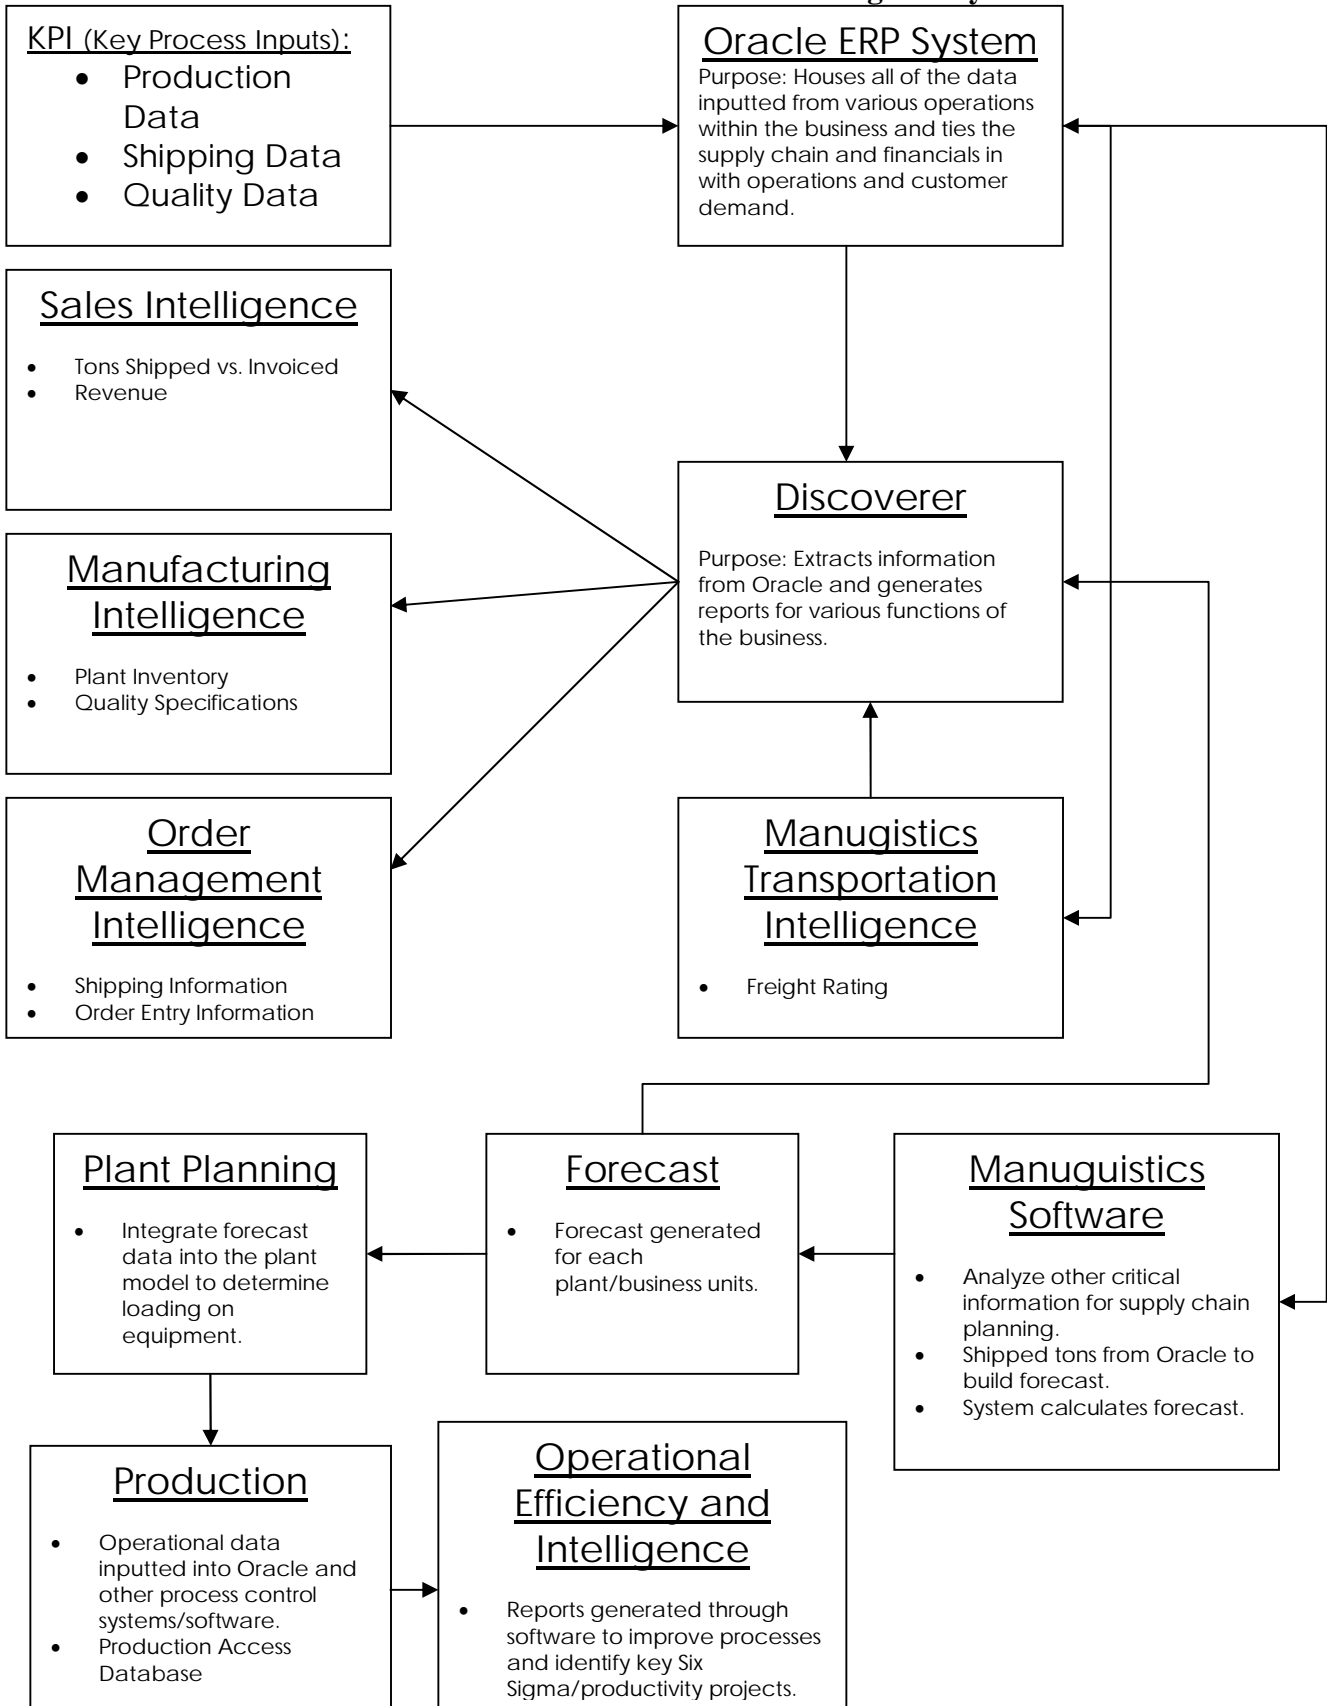 KPI (Key Process Inputs):
• Production
Data
• Shipping Data
• Quality Data
Oracle ERP System
Purpose: Houses all of the data
inputted from various operations
within the business and ties the
supply chain and financials in
with operations and customer
demand.
Sales Intelligence
• Tons Shipped vs. Invoiced
• Revenue
Discoverer
Purpose: Extracts information
from Oracle and generates
reports for various functions of
the business.
Manufacturing
Intelligence
• Plant Inventory
• Quality Specifications
Order
Management
Intelligence
• Shipping Information
• Order Entry Information
Manugistics
Transportation
Intelligence
• Freight Rating
Plant Planning
• Integrate forecast
data into the plant
model to determine
loading on
equipment.
Forecast
• Forecast generated
for each
plant/business units.
Manuguistics
Software
• Analyze other critical
information for supply chain
planning.
• Shipped tons from Oracle to
build forecast.
• System calculates forecast.
Production
• Operational data
inputted into Oracle and
other process control
systems/software.
• Production Access
Database
Operational
Efficiency and
Intelligence
• Reports generated through
software to improve processes
and identify key Six
Sigma/productivity projects.